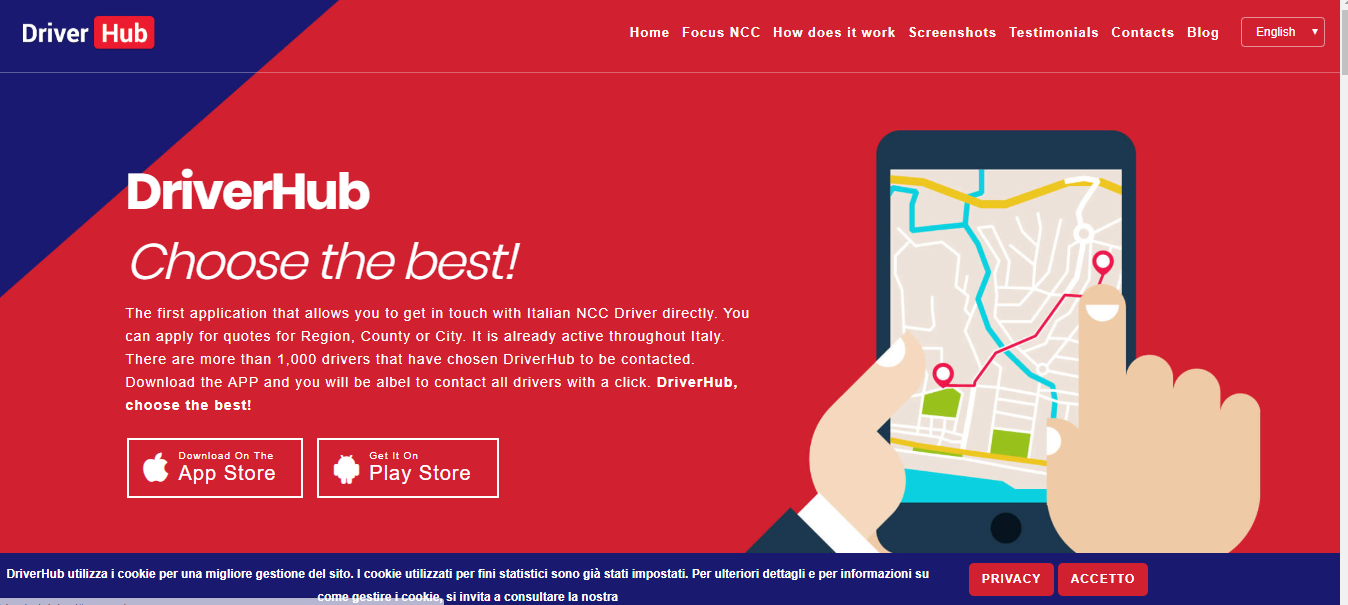 Driver Hub
Home Focus NCC How does it work Screenshots Testimonials Contacts Blog English
DriverHub
Choose the best!
The first application that allows you to get in touch with Italian NCC Driver directly. You
can apply for quotes for Region, County or City. It is already active throughout Italy.
There are more than 1,000 drivers that have chosen DriverHub to be contacted.
Download the APP and you will be albel to contact all drivers with a click. DriverHub,
choose the best!
Download On The
App Store
Get It On
Play Store
DriverHub utilizza i cookie per una migliore gestione del sito. I cookie utilizzati per fini statistici sono già stati impostati. Per ulteriori dettagli e per informazioni su
come gestire i cookie, si invita a consultare la nostra
PRIVACY
ACCETTO